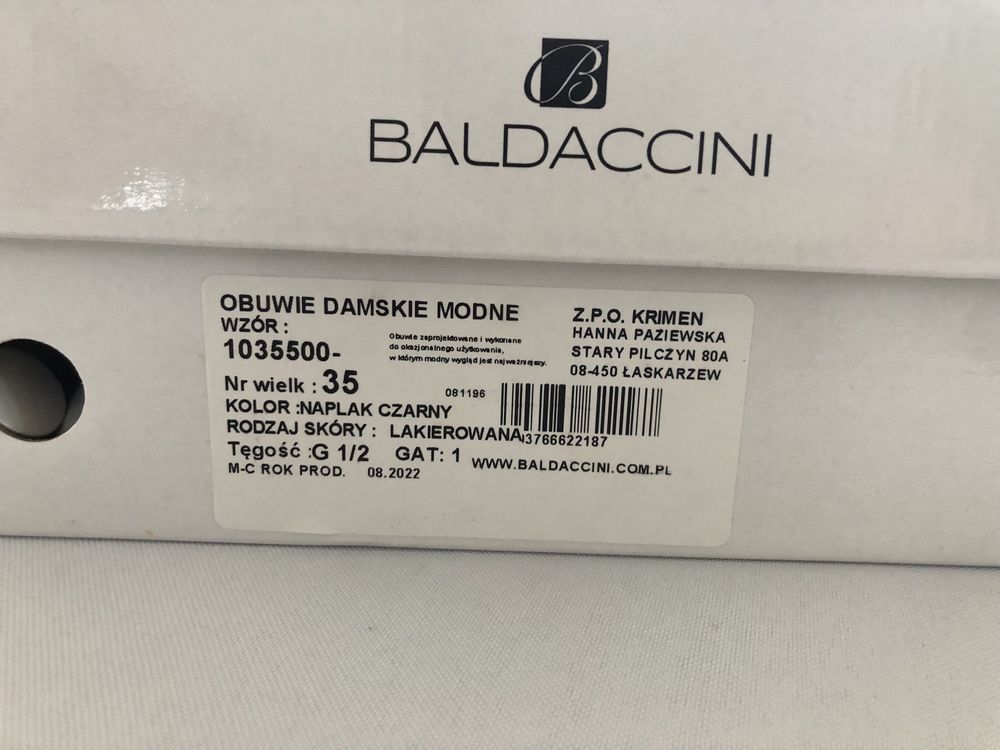 B
BALDACCINI
OBUWIE DAMSKIE MODNE
WZÓR :
1035500-
Obuwie zaprojektowane i wykonane
do okazjonalnego użytkowania,
w którym modny wygląd jest najważniejszy.
Z.P.O. KRIMEN
HANNA PAZIEWSKA
STARY PILCZYN 80A
08-450 ŁASKARZEW
Nr wielk : 35
081196
KOLOR :NAPLAK CZARNY
RODZAJ SKÓRY : LAKIEROWANA
3766622187
Tęgość :G 1/2 GAT: 1
WWW.BALDACCINI.COM.PL
M-C ROK PROD. 08.2022